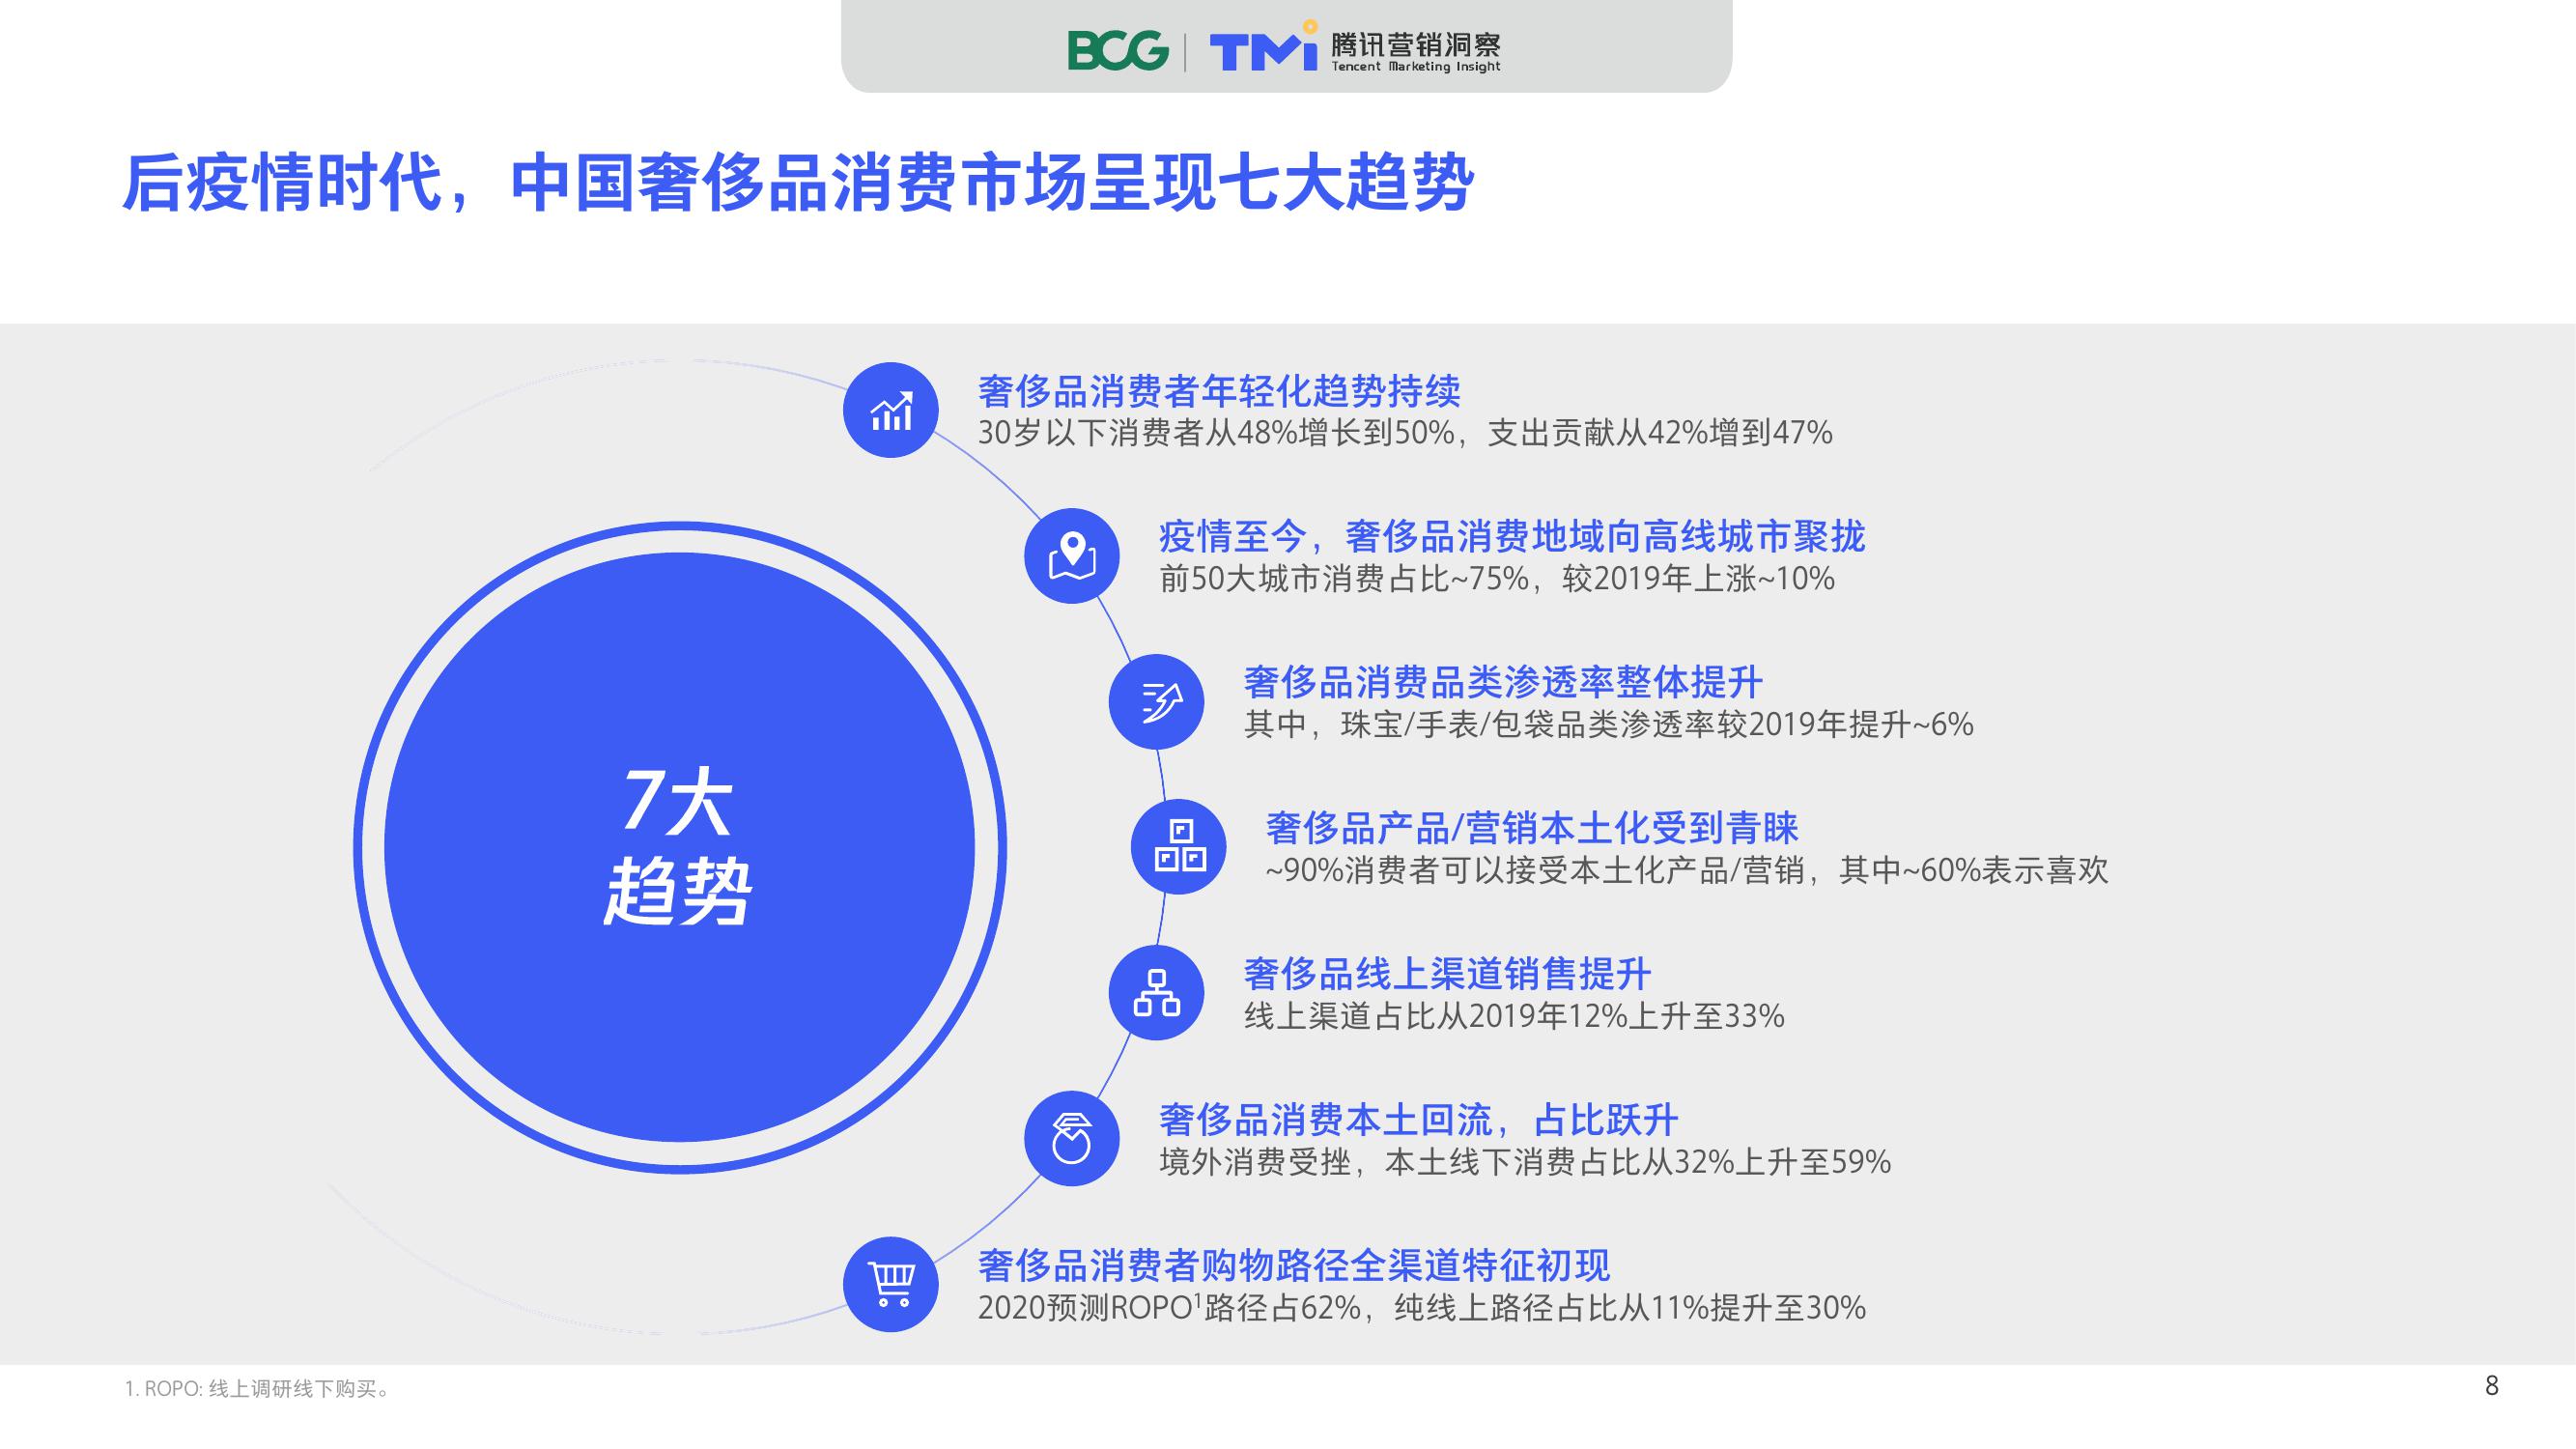 BCG
TMi 腾讯营销洞察
Tencent Marketing Insight
后疫情时代，中国奢侈品消费市场呈现七大趋势
7大
趋势
奢侈品消费者年轻化趋势持续
30岁以下消费者从48%增长到50%，支出贡献从42%增到47%
疫情至今，奢侈品消费地域向高线城市聚拢
前50大城市消费占比~75%，较2019年上涨~10%
奢侈品消费品类渗透率整体提升
其中，珠宝/手表/包袋品类渗透率较2019年提升~6%
奢侈品产品/营销本土化受到青睐
~90%消费者可以接受本土化产品/营销，其中~60%表示喜欢
奢侈品线上渠道销售提升
线上渠道占比从2019年12%上升至33%
奢侈品消费本土回流，占比跃升
境外消费受挫，本土线下消费占比从32%上升至59%
奢侈品消费者购物路径全渠道特征初现
2020预测ROPO¹路径占62%，纯线上路径占比从11%提升至30%
1. ROPO: 线上调研线下购买。
8